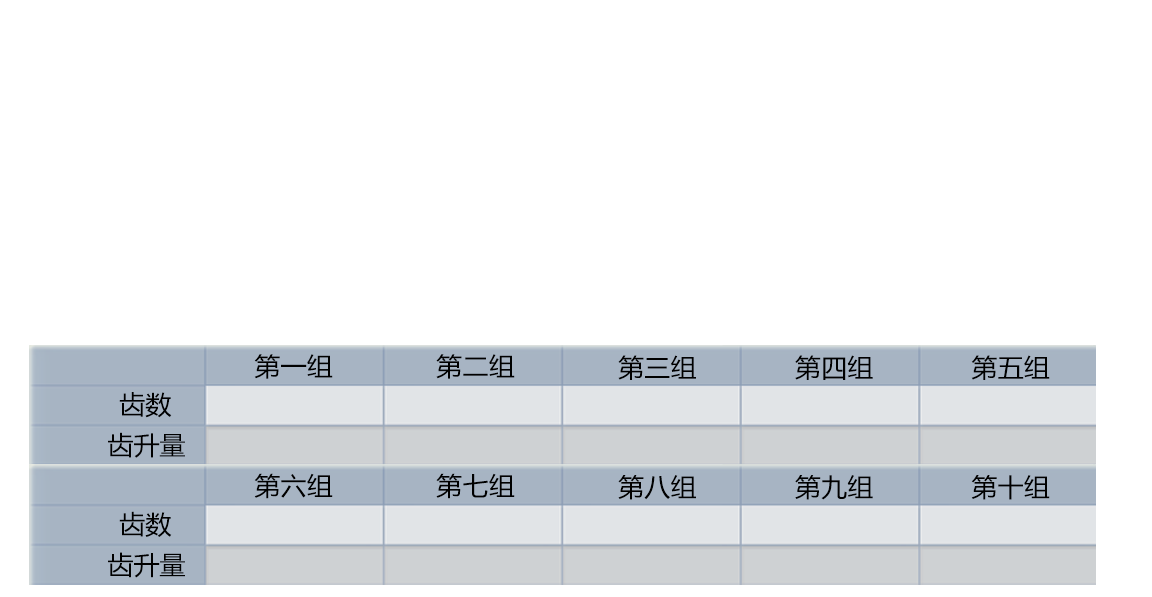 第一组 第二组 第三组 第四组 第五组
齿数
齿升量
第六组 第七组 第八组 第九组 第十组
齿数
齿升量